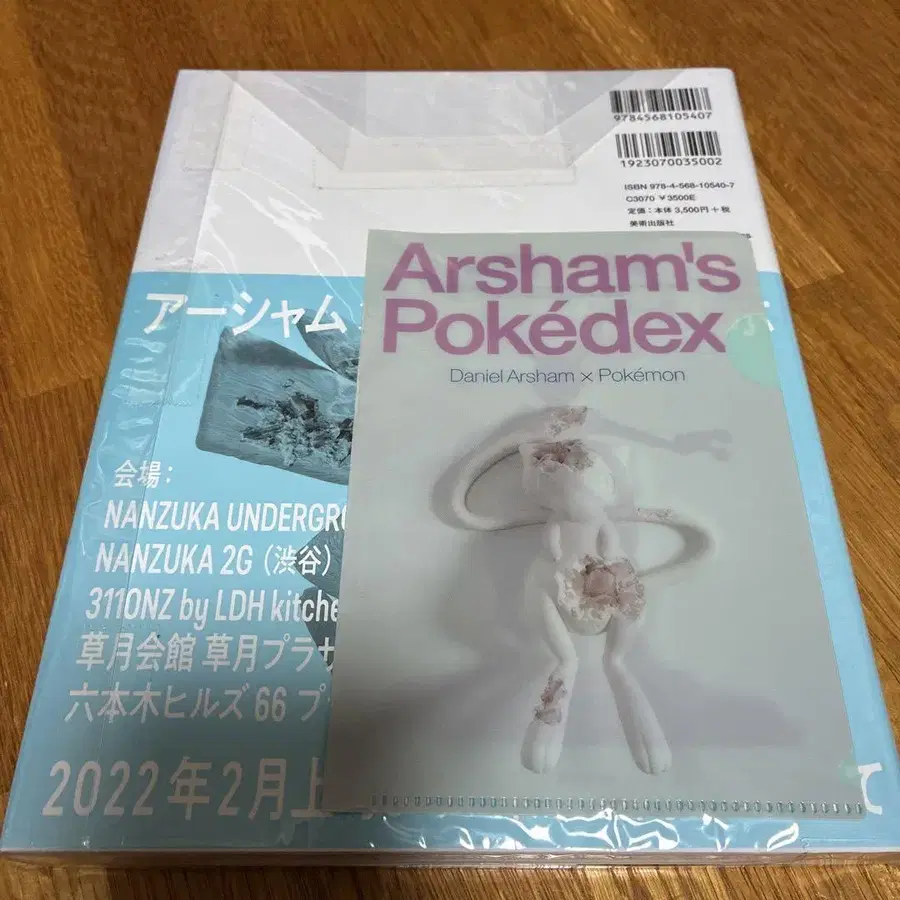 9784568105407
1923070035002
ISBN 978-4-568-10540-7
C3070 ¥3500E
定価：本体 3,500円＋税
美術出版社
Arsham's
Pokédex
Daniel Arsham × Pokémon
アーシャム
会場：
NANZUKA UNDERGR
NANZUKA 2G（渋谷）
3110NZ by LDH kitche
草月会館 草月プラザ
六本木ヒルズ 66 プ
2022年2月上
て